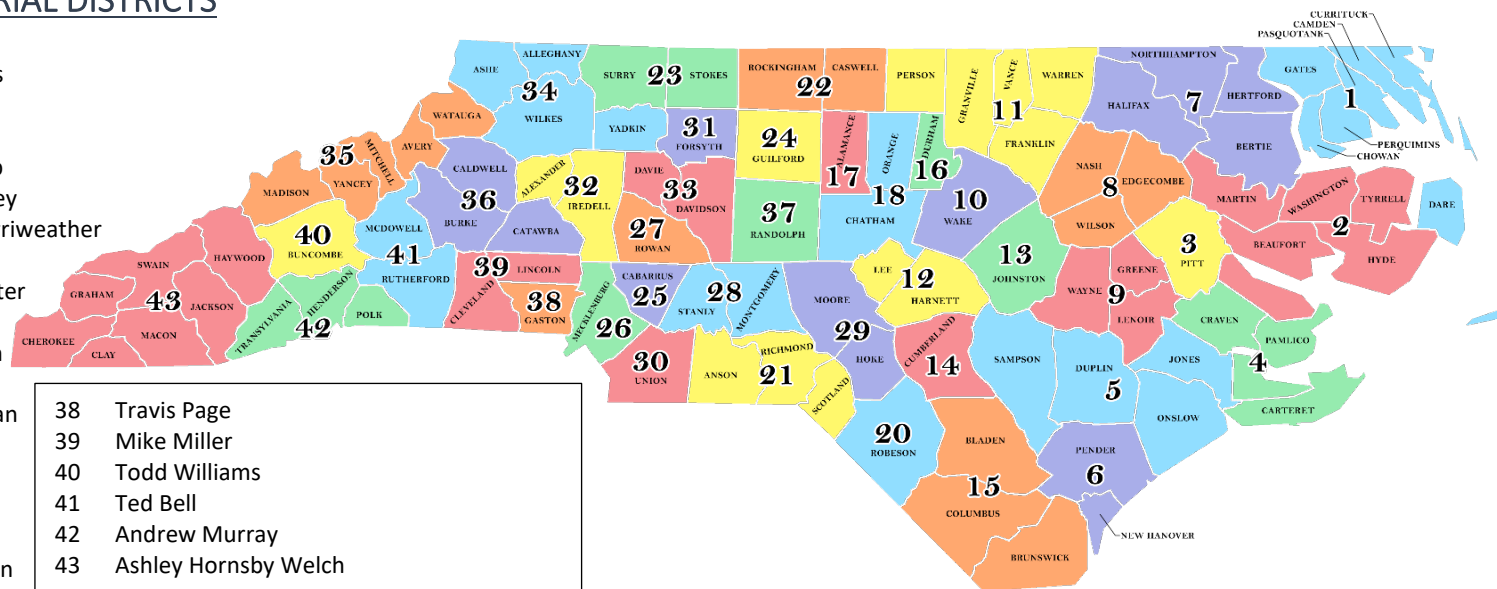 RIAL DISTRICTS
s
o
ey
riweather
ter
n
an
n
38 Travis Page
39 Mike Miller
40 Todd Williams
41 Ted Bell
42 Andrew Murray
43 Ashley Hornsby Welch
CURRITUCK
CAMDEN
PASQUOTANK
ALLEGHANY
ASHE
34
WILKES
SURRY
23
STOKES
ROCKINGHAM
22
CASWELL
PERSON
GRANVILLE
VANCE
11
WARREN
NORTHHAMPTON
7
HALIFAX
HERTFORD
BERTIE
GATES
1
PERQUIMINS
CHOWAN
WATAUGA
YADKIN
31
FORSYTH
24
GUILFORD
ALAMANCE
17
ORANGE
18
CHATHAM
DURHAM
16
FRANKLIN
NASH
8
EDGECOMBE
WILSON
35
MITCHELL
AVERY
YANCEY
MADISON
CALDWELL
36
BURKE
CATAWBA
ALEXANDER
32
IREDELL
DAVIE
33
DAVIDSON
27
ROWAN
37
RANDOLPH
10
WAKE
MARTIN
WASHINGTON
TYRRELL
2
BEAUFORT
HYDE
DARE
40
BUNCOMBE
MCDOWELL
41
RUTHERFORD
SWAIN
HAYWOOD
GRAHAM
43
JACKSON
MACON
CHEROKEE
CLAY
TRANSYLVANIA
HENDERSON
42
POLK
39
LINCOLN
CLEVELAND
38
GASTON
MECKLENBURG
26
CABARRUS
25
STANLY
28
MONTGOMERY
MOORE
29
HOKE
LEE
12
HARNETT
13
JOHNSTON
3
PITT
GREENE
WAYNE
9
LENOIR
CRAVEN
PAMLICO
4
CARTERET
30
UNION
ANSON
RICHMOND
21
SCOTLAND
CUMBERLAND
14
SAMPSON
DUPLIN
5
JONES
ONSLOW
20
ROBESON
BLADEN
15
COLUMBUS
BRUNSWICK
PENDER
6
NEW HANOVER